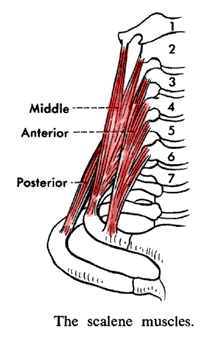 1
2
3
Middle
4
Anterior
5
6
Posterior
7
The scalene muscles.